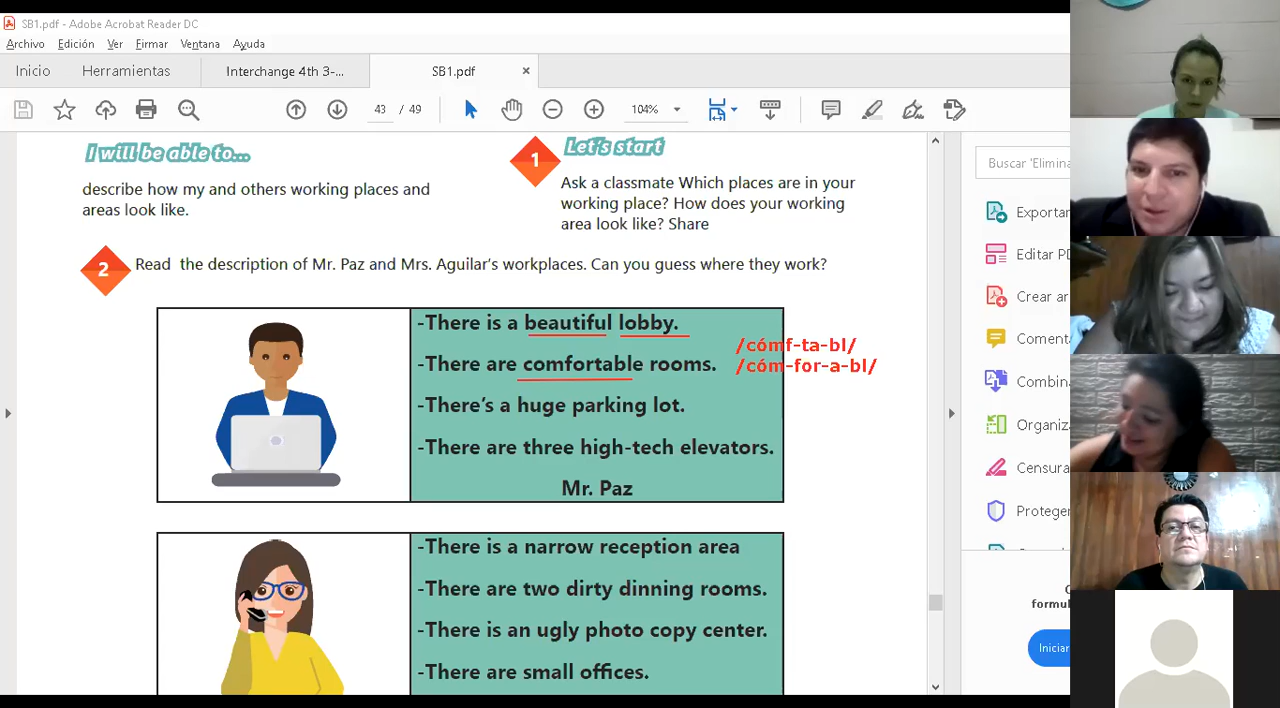 SB1.pdf - Adobe Acrobat Reader DC
Archivo Edición Ver Firmar Ventana Ayuda
Inicio Herramientas Interchange 4th 3-... SB1.pdf ×
43 / 49 104%
I will be able to...
describe how my and others working places and
areas look like.
1 Let's start
Ask a classmate Which places are in your
working place? How does your working
area look like? Share
2 Read the description of Mr. Paz and Mrs. Aguilar's workplaces. Can you guess where they work?
-There is a beautiful lobby.
-There are comfortable rooms.
-There's a huge parking lot.
-There are three high-tech elevators.
Mr. Paz
/cómf-ta-bl/
/cóm-for-a-bl/
-There is a narrow reception area
-There are two dirty dinning rooms.
-There is an ugly photo copy center.
-There are small offices.
Buscar 'Elimina
Exportar
Editar PD
Crear ar
Coment
Combin
Organiz
Censura
Proteger
formul
Iniciar